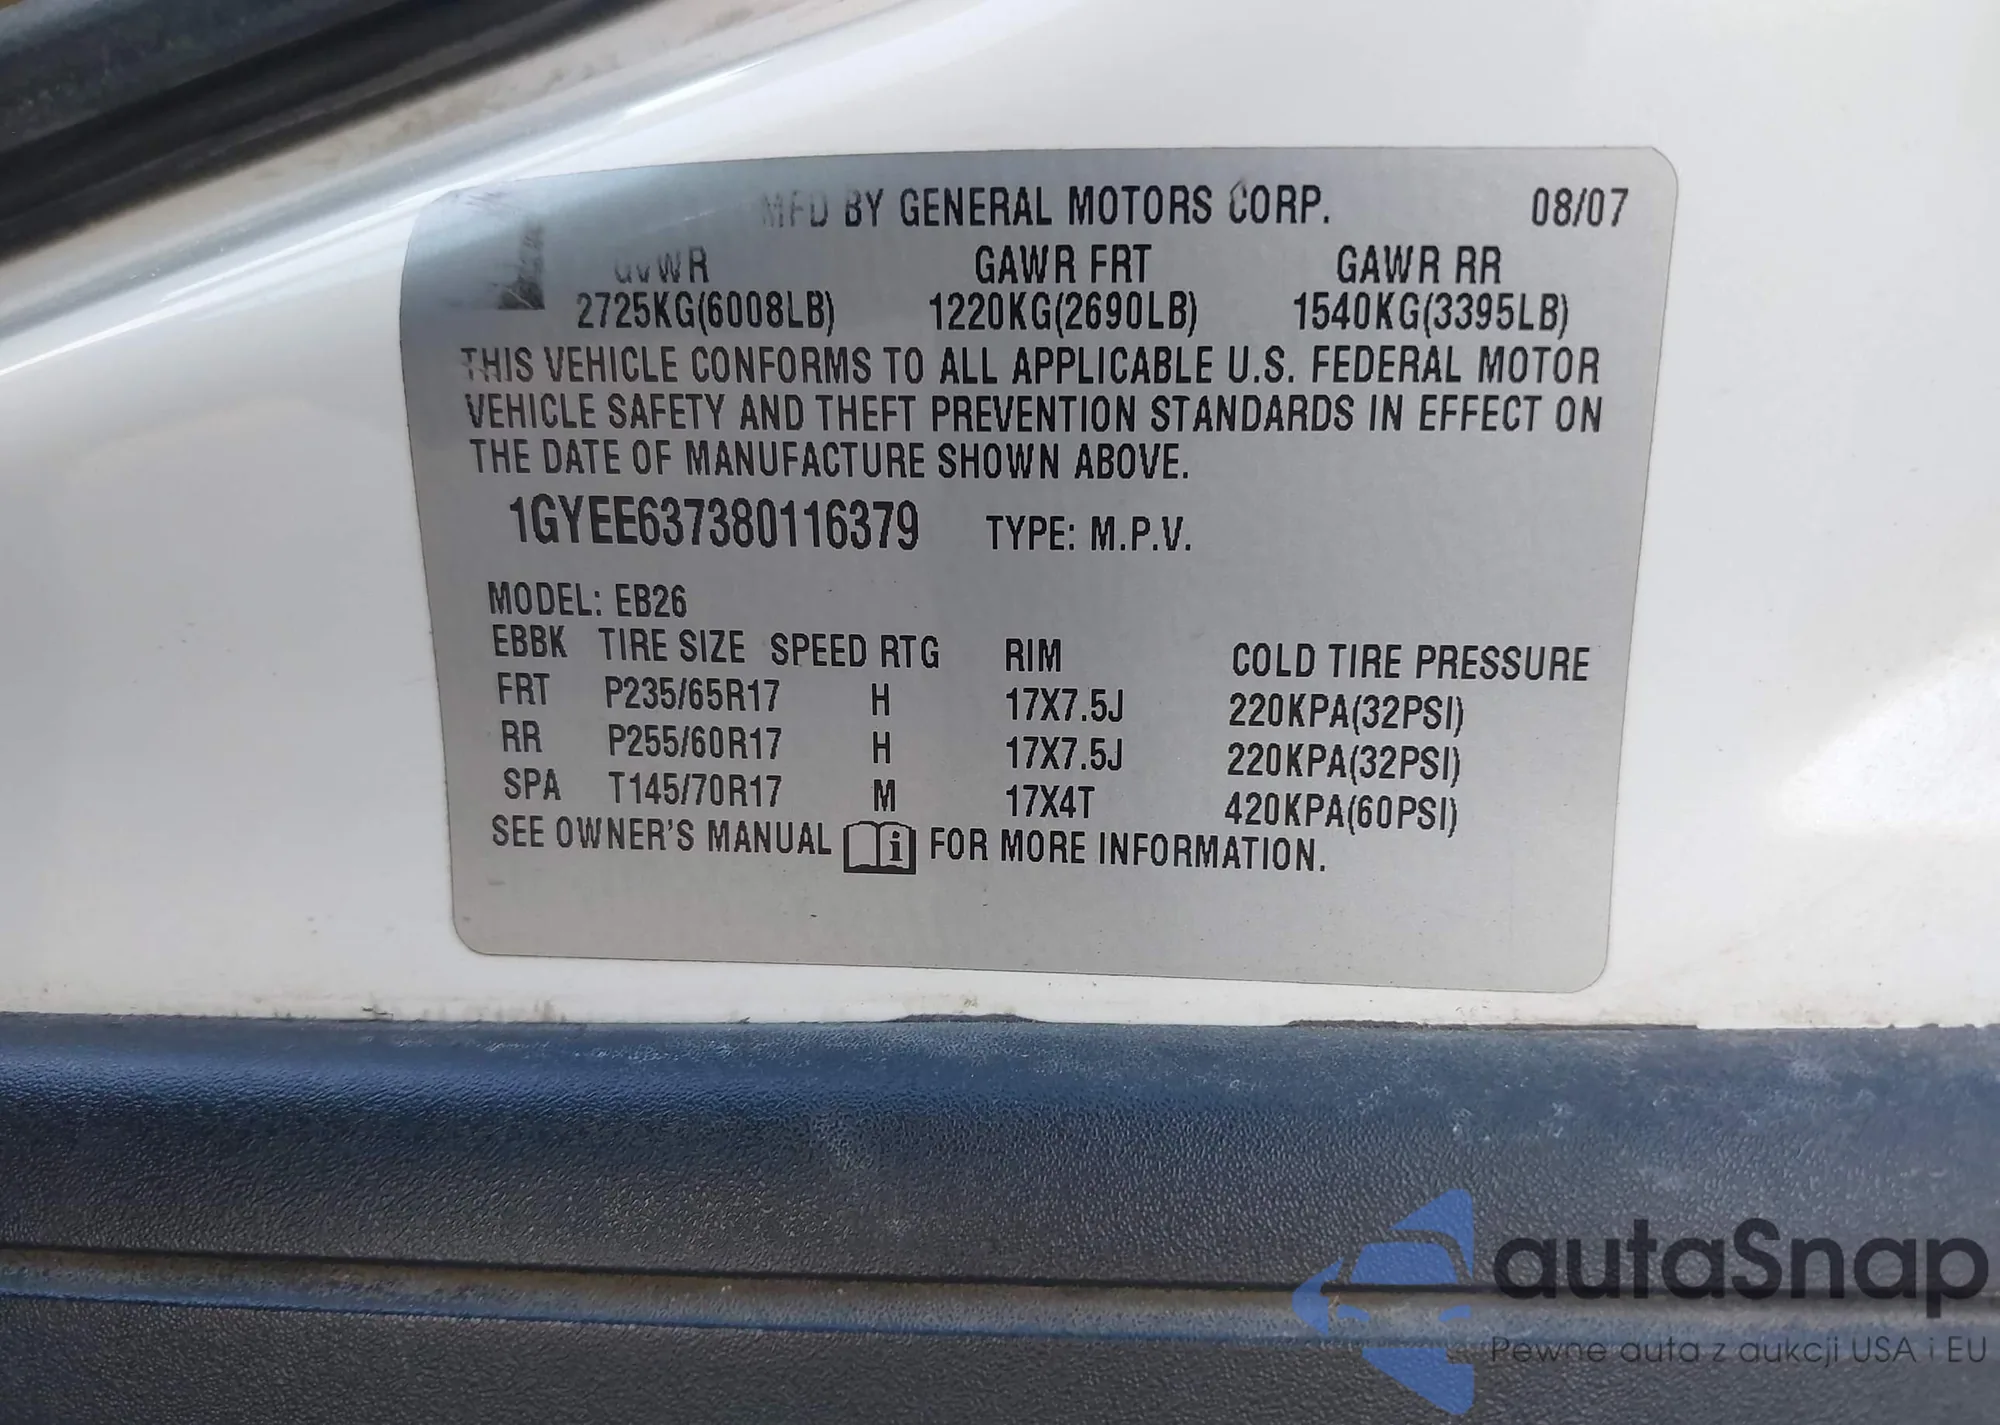 MFD BY GENERAL MOTORS CORP. 08/07
GVWR GAWR FRT GAWR RR
2725KG(6008LB) 1220KG(2690LB) 1540KG(3395LB)
THIS VEHICLE CONFORMS TO ALL APPLICABLE U.S. FEDERAL MOTOR
VEHICLE SAFETY AND THEFT PREVENTION STANDARDS IN EFFECT ON
THE DATE OF MANUFACTURE SHOWN ABOVE.
1GYEE637380116379 TYPE: M.P.V.
MODEL: EB26
EBBK TIRE SIZE SPEED RTG RIM COLD TIRE PRESSURE
FRT P235/65R17 H 17X7.5J 220KPA(32PSI)
RR P255/60R17 H 17X7.5J 220KPA(32PSI)
SPA T145/70R17 M 17X4T 420KPA(60PSI)
SEE OWNER'S MANUAL i FOR MORE INFORMATION.
autaSnap
Pewne auta z aukcji USA i EU